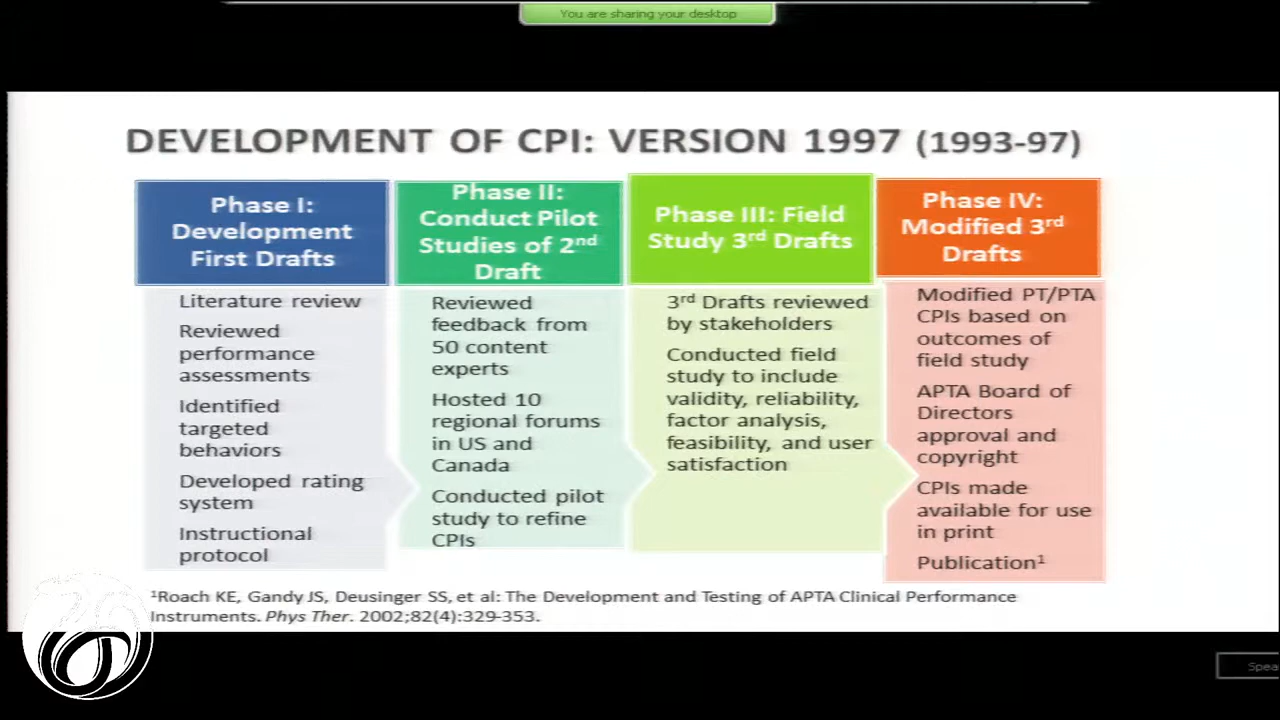 You are sharing your desktop
DEVELOPMENT OF CPI: VERSION 1997 (1993-97)
Phase I:
Development
First Drafts
Literature review
Reviewed
performance
assessments
Identified
targeted
behaviors
Developed rating
system
Instructional
protocol
Phase II:
Conduct Pilot
Studies of 2nd
Draft
Reviewed
feedback from
50 content
experts
Hosted 10
regional forums
in US and
Canada
Conducted pilot
study to refine
CPIs
Phase III: Field
Study 3rd Drafts
3rd Drafts reviewed
by stakeholders
Conducted field
study to include
validity, reliability,
factor analysis,
feasibility, and user
satisfaction
Phase IV:
Modified 3rd
Drafts
Modified PT/PTA
CPIs based on
outcomes of
field study
APTA Board of
Directors
approval and
copyright
CPIs made
available for use
in print
Publication1
1Roach KE, Gandy JS, Deusinger SS, et al: The Development and Testing of APTA Clinical Performance
Instruments. Phys Ther. 2002;82(4):329-353.